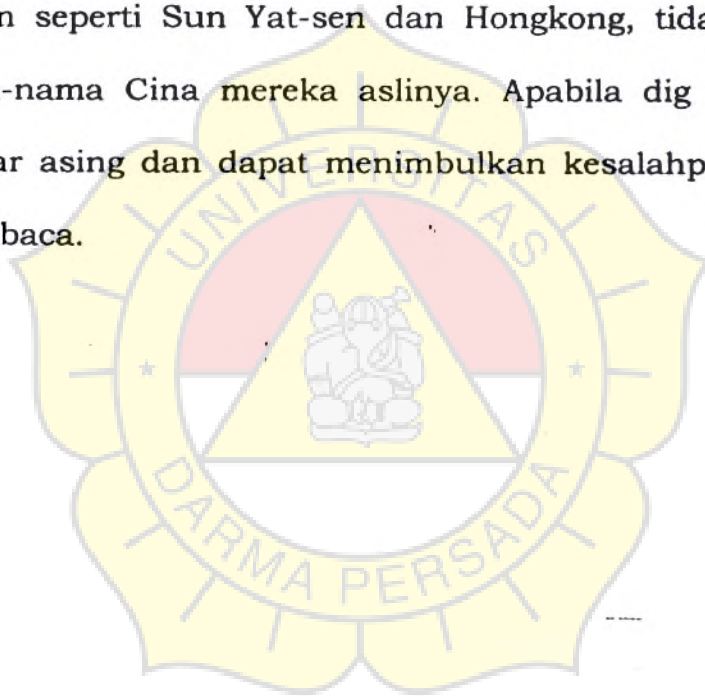 n seperti Sun Yat-sen dan Hongkong, tida
-nama Cina mereka aslinya. Apabila dig
ar asing dan dapat menimbulkan kesalahp
baca.
UNIVERSITAS
DARMA PERSADA